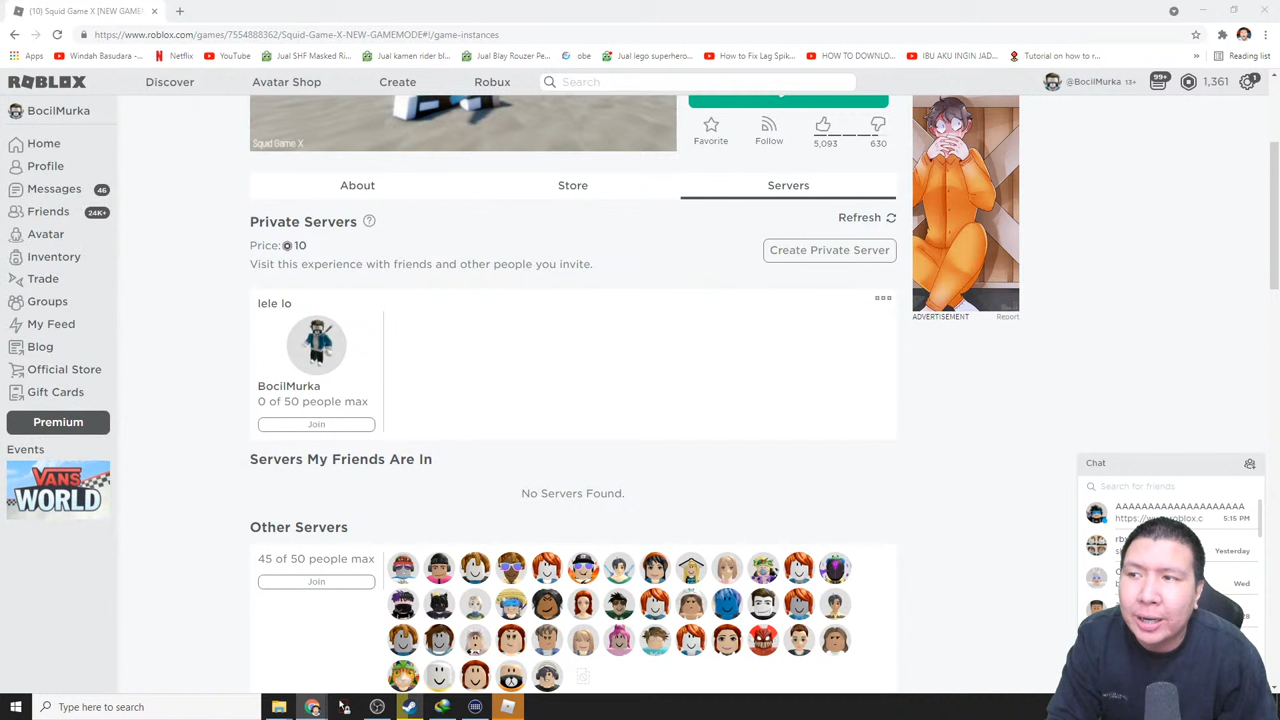 (10) Squid Game X [NEW GAME!
https://www.roblox.com/games/7554888362/Squid-Game-X-NEW-GAMEMODE#!/game-instances
Apps
Windah Basudara -
Netflix
YouTube
Jual SHF Masked Ri...
Jual kamen rider bl...
Jual Blay Rouzer Pe...
obe
Jual lego superhero...
How to Fix Lag Spik...
HOW TO DOWNLO...
IBU AKU INGIN JAD...
Tutorial on how to r...
»
Reading list
ROBLOX
Discover
Avatar Shop
Create
Robux
Search
@BocilMurka 13+
99+
1,361
1
BocilMurka
Home
Profile
Messages 46
Friends 24K+
Avatar
Inventory
Trade
Groups
My Feed
Blog
Official Store
Gift Cards
Premium
Events
VANS
WORLD
Squid Game X
Favorite
Follow
5,093
630
About
Store
Servers
Private Servers
Refresh
Price: 10
Create Private Server
Visit this experience with friends and other people you invite.
lele lo
BocilMurka
0 of 50 people max
Join
Servers My Friends Are In
No Servers Found.
Other Servers
45 of 50 people max
Join
ADVERTISEMENT
Report
Chat
Search for friends
AAAAAAAAAAAAAAAAAAAA
https://www.roblox.c
5:15 PM
Yesterday
Wed
Type here to search